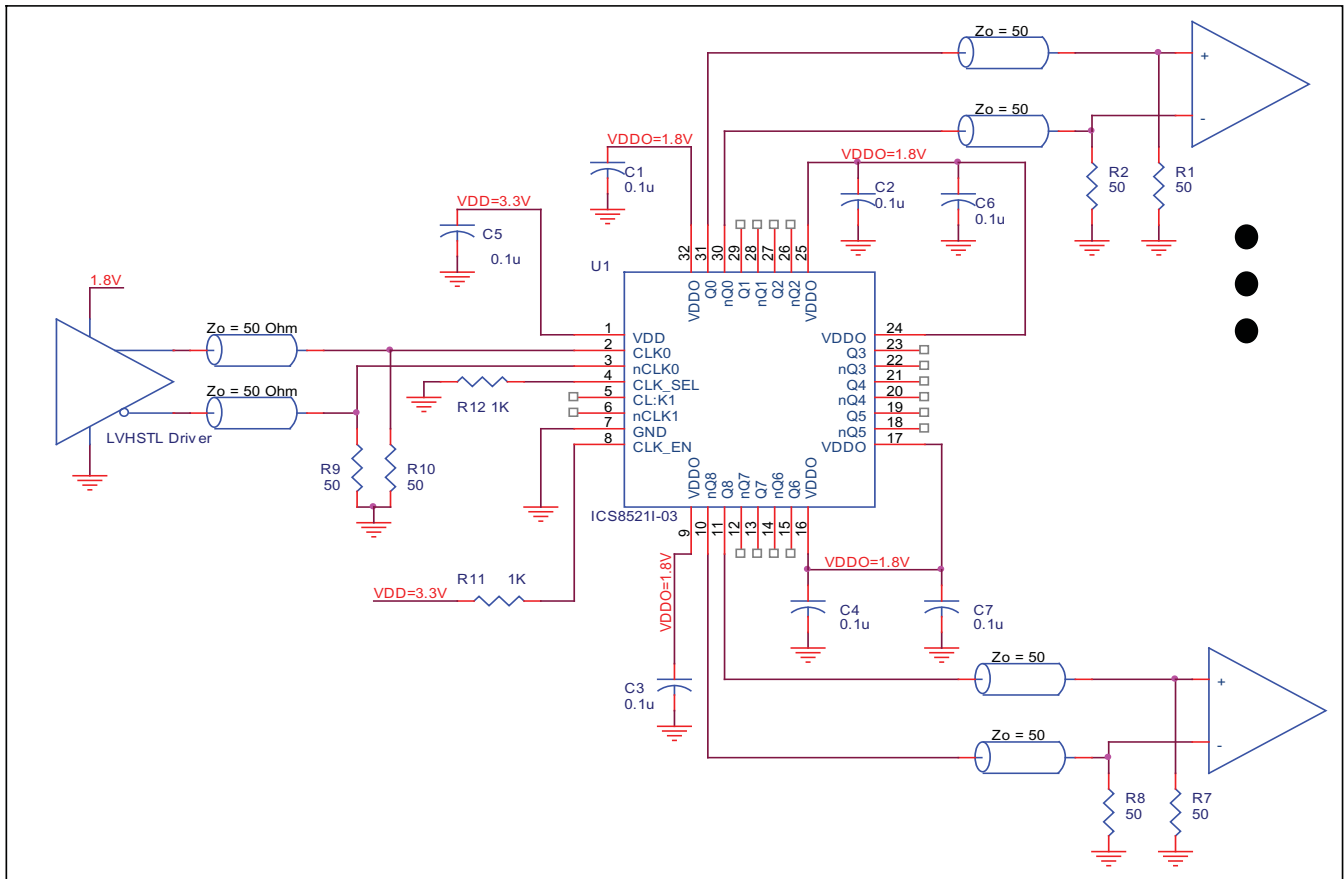 Zo = 50
+
Zo = 50
-
VDDO=1.8V
VDDO=1.8V
C1
0.1u
C2
0.1u
C6
0.1u
R2
50
R1
50
VDD=3.3V
C5
0.1u
32
31
30
29
28
27
26
25
U1
VDDO
Q0
nQ0
Q1
nQ1
Q2
nQ2
VDDO
1.8V
Zo = 50 Ohm
Zo = 50 Ohm
LVHSTL Driver
R12 1K
1
2
3
4
5
6
7
8
VDD
CLK0
nCLK0
CLK_SEL
CL:K1
nCLK1
GND
CLK_EN
VDDO
Q3
nQ3
Q4
nQ4
Q5
nQ5
VDDO
24
23
22
21
20
19
18
17
R9
50
R10
50
VDDO
nQ8
Q8
nQ7
Q7
nQ6
Q6
VDDO
ICS8521I-03
9
10
11
12
13
14
15
16
VDD=3.3V
R11 1K
VDDO=1.8V
VDDO=1.8V
C4
0.1u
C7
0.1u
C3
0.1u
Zo = 50
+
Zo = 50
-
R8
50
R7
50